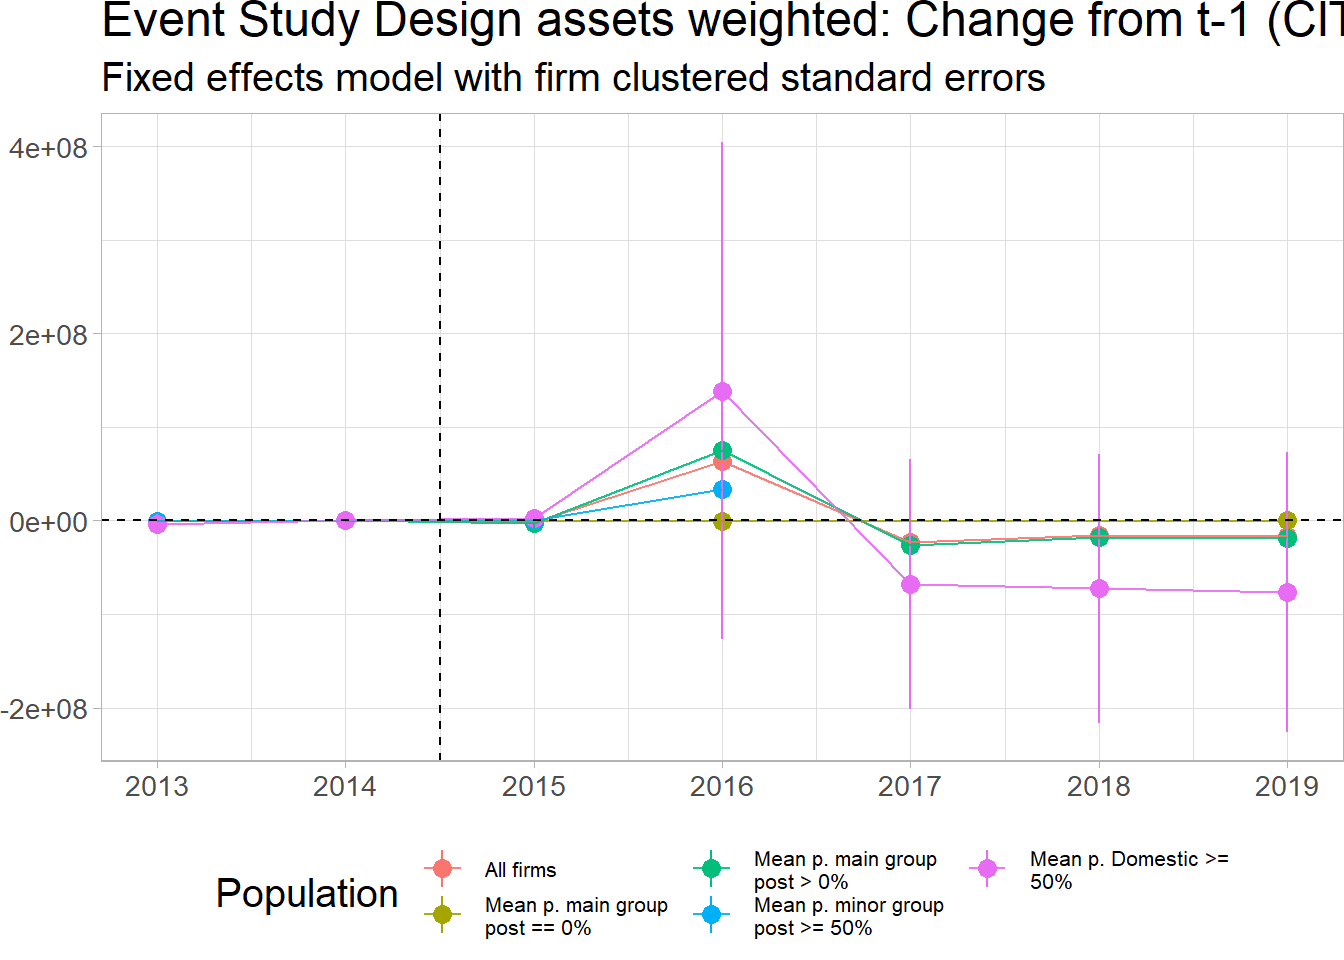 Event Study Design assets weighted: Change from t-1 (CIT
Fixed effects model with firm clustered standard errors
4e+08
2e+08
0e+00
-2e+08
2013 2014 2015 2016 2017 2018 2019
Population
All firms
Mean p. main group
post == 0%
Mean p. main group
post > 0%
Mean p. minor group
post >= 50%
Mean p. Domestic >=
50%